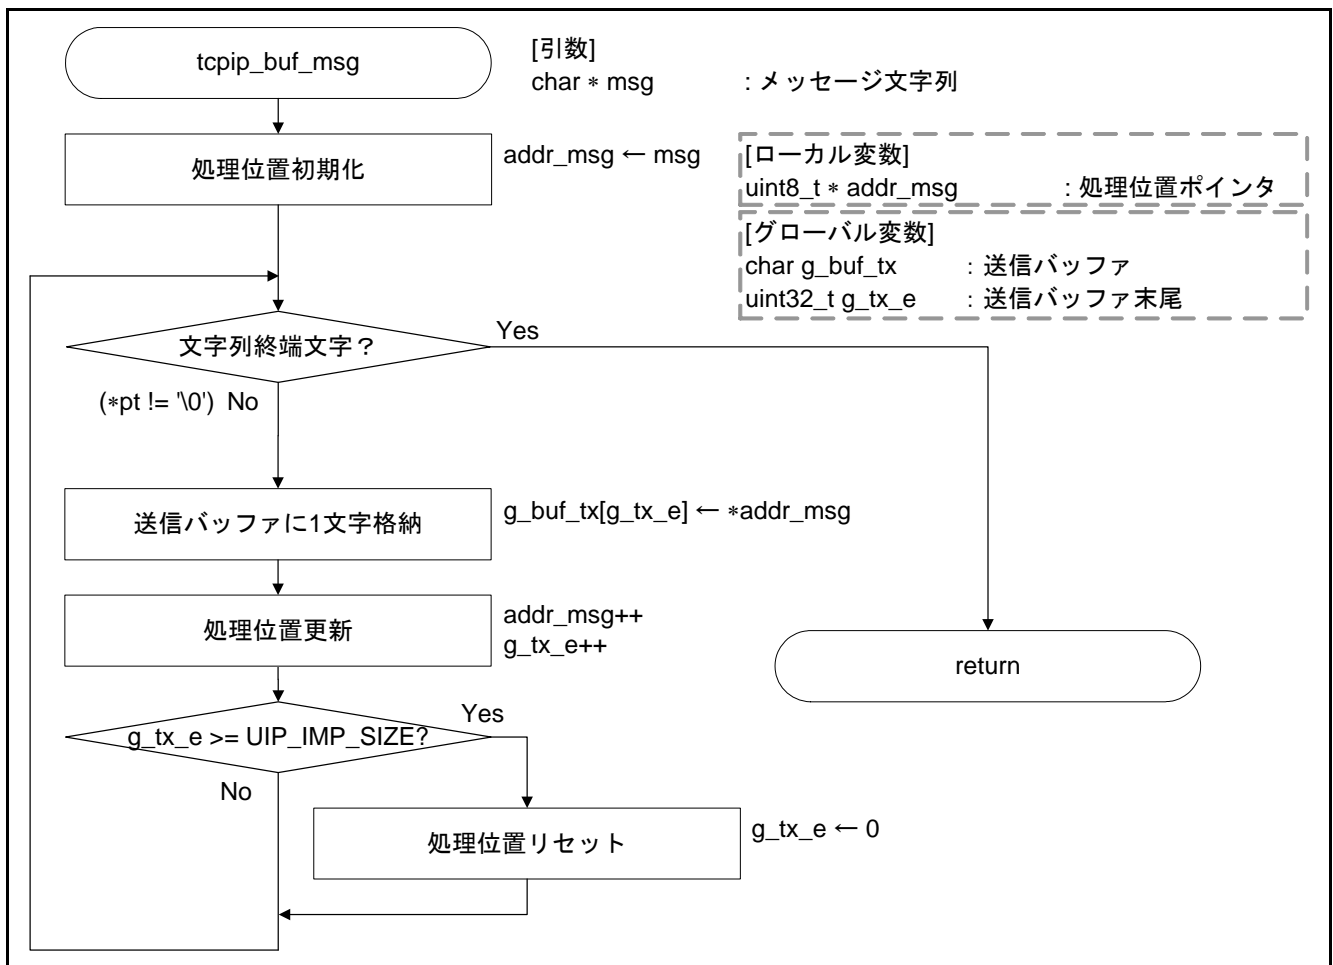 tcpip_buf_msg
[引数]
char * msg : メッセージ文字列
処理位置初期化
addr_msg ← msg
[ローカル変数]
uint8_t * addr_msg : 処理位置ポインタ
[グローバル変数]
char g_buf_tx : 送信バッファ
uint32_t g_tx_e : 送信バッファ末尾
文字列終端文字？
Yes
(*pt != '\0') No
送信バッファに1文字格納
g_buf_tx[g_tx_e] ← *addr_msg
処理位置更新
addr_msg++
g_tx_e++
return
g_tx_e >= UIP_IMP_SIZE?
Yes
No
処理位置リセット
g_tx_e ← 0